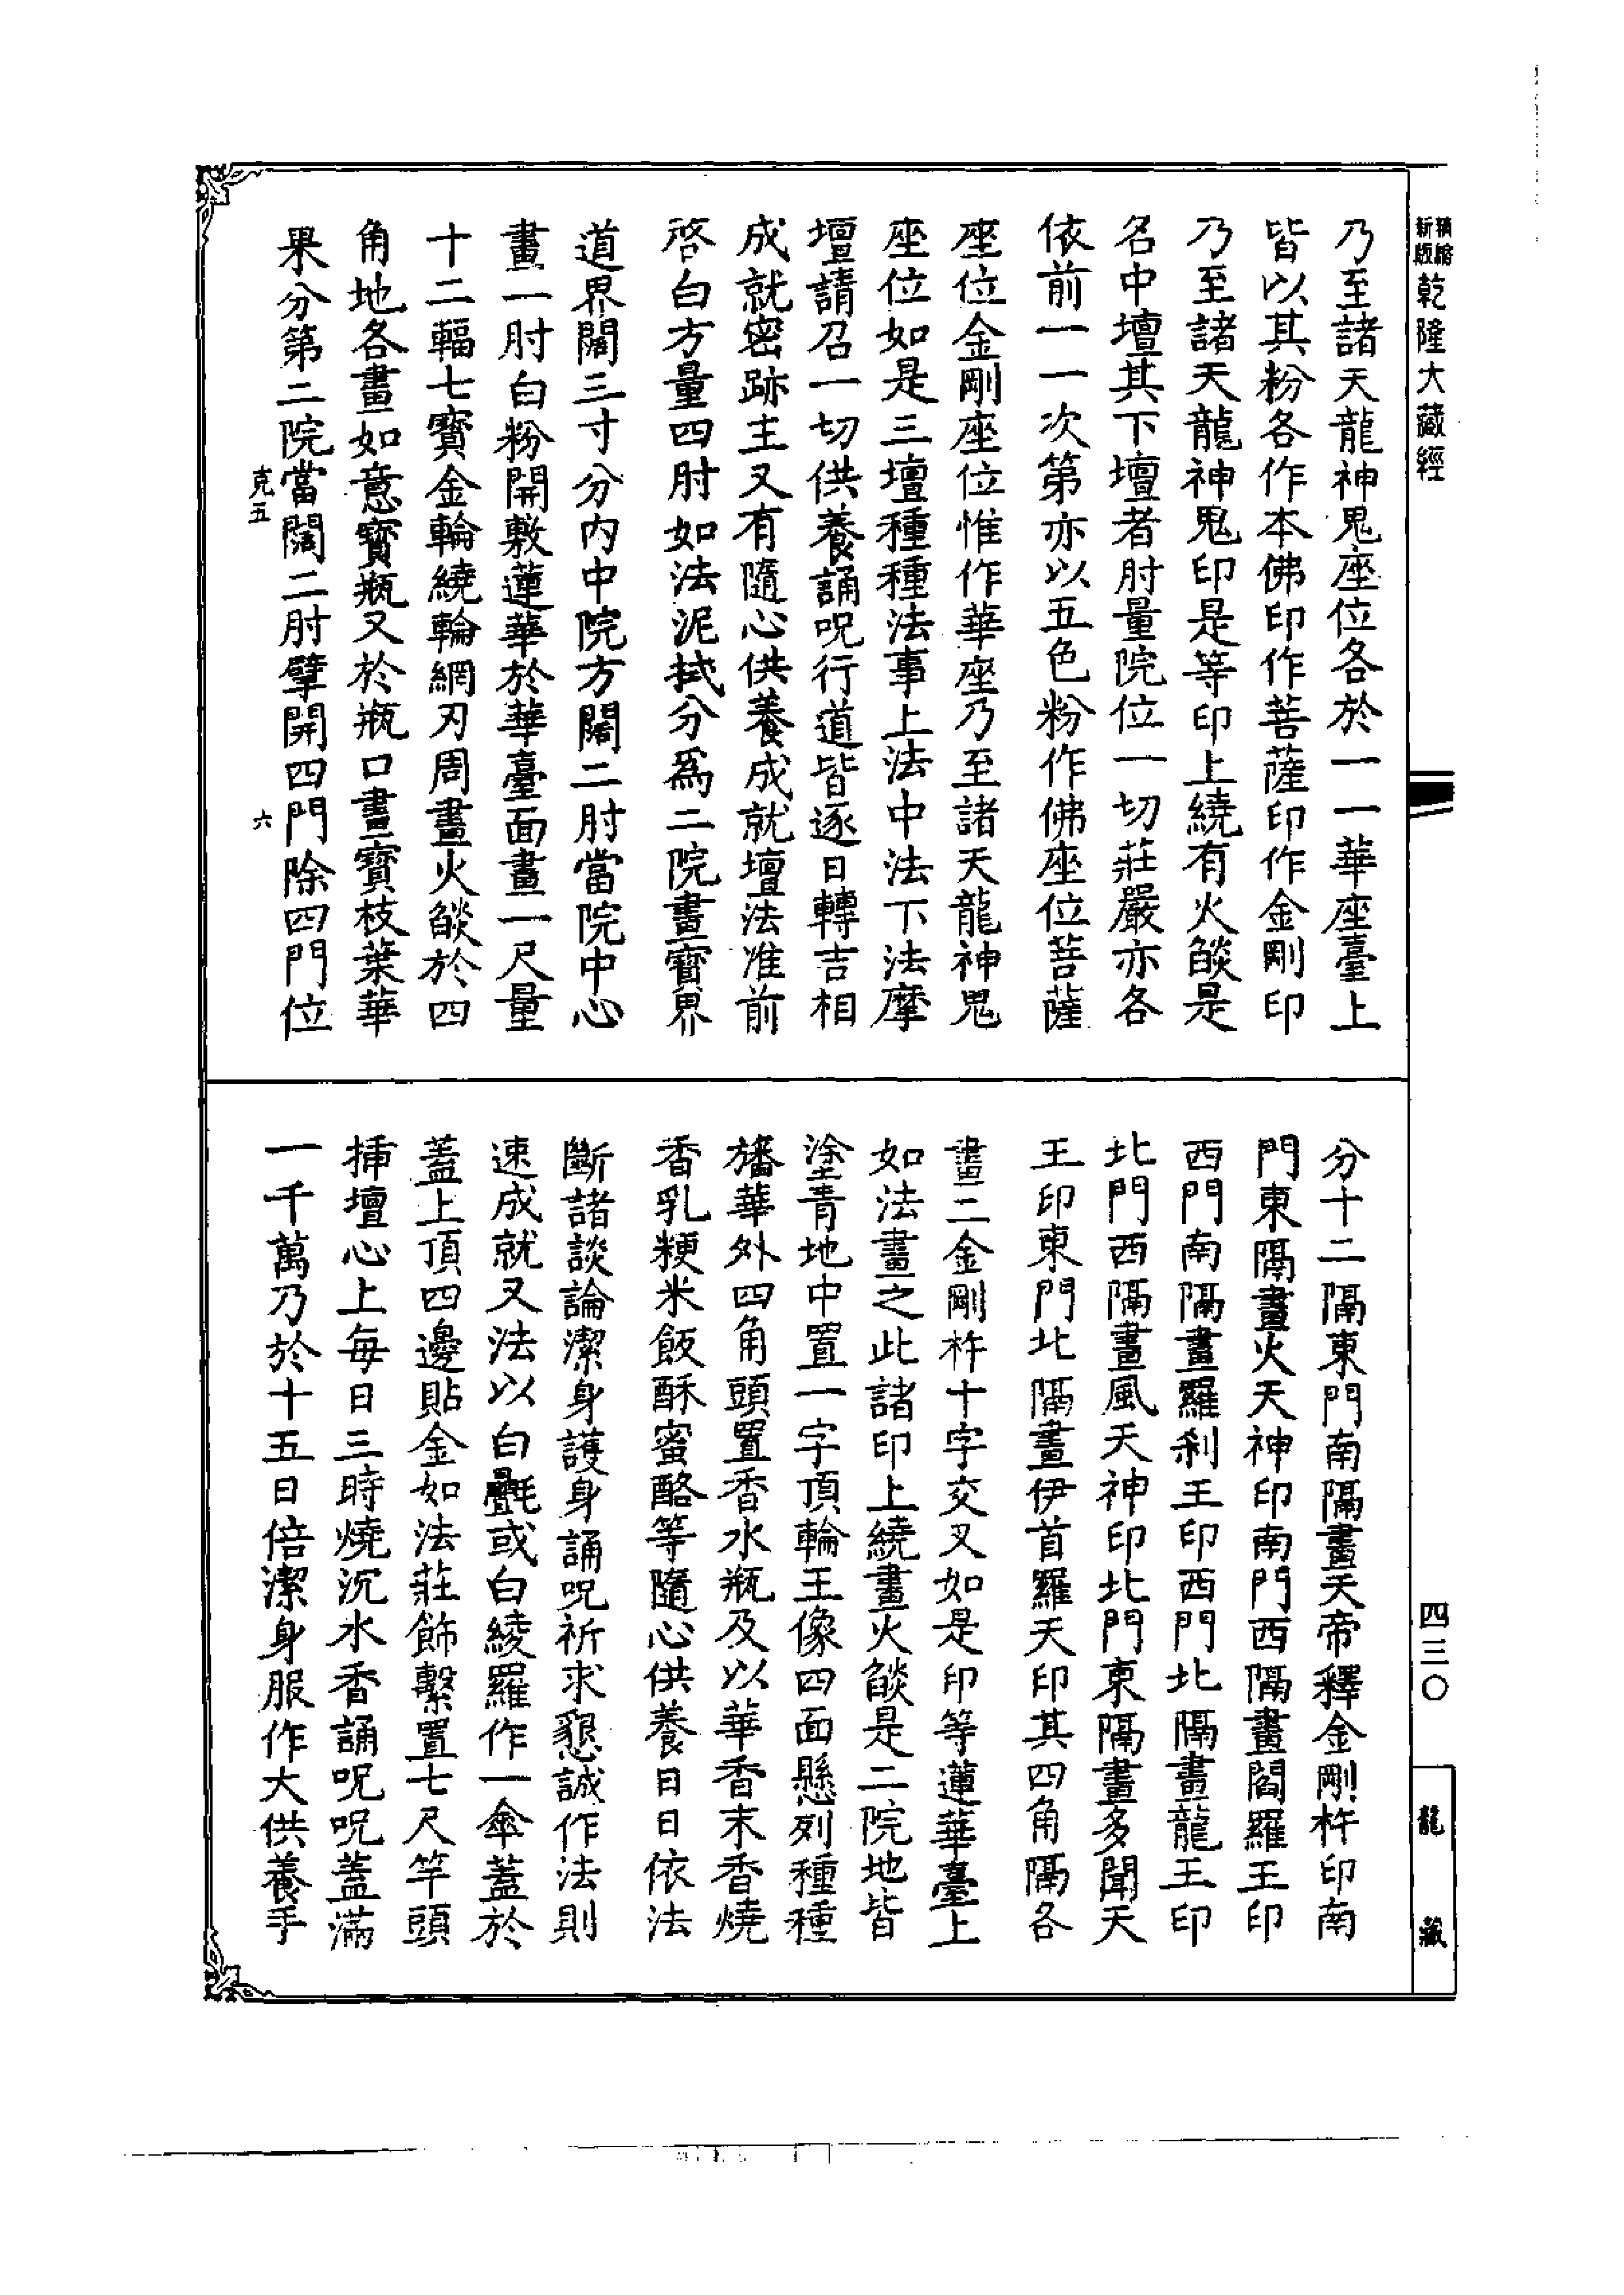 精縮
新版
乾隆大藏經
四三〇
龍藏
乃至諸天龍神鬼座位各於一一華座臺上
皆以其粉各作本佛印作菩薩印作金剛印
乃至諸天龍神鬼印是等印上繞有火燄是
名中壇其下壇者肘量院位一切莊嚴亦各
依前一一次第亦以五色粉作佛座位菩薩
座位金剛座位惟作華座乃至諸天龍神鬼
座位如是三壇種種法事上法中法下法摩
壇請召一切供養誦呪行道皆逐日轉吉相
成就密跡主又有隨心供養成就壇法准前
啓白方量四肘如法泥拭分為二院畫寶界
道界闊三寸分內中院方闊二肘當院中心
畫一肘白粉開敷蓮華於華臺面畫一尺量
十二輻七寶金輪繞輪網刃周畫火燄於四
角地各畫如意寶瓶又於瓶口畫寶枝葉華
果分第二院當闊二肘擘開四門除四門位
克五
六
分十二隔東門南隔畫天帝釋金剛杵印南
門東隔畫火天神印南門西隔畫閻羅王印
西門南隔畫羅刹王印西門北隔畫龍王印
北門西隔畫風天神印北門東隔畫多聞天
王印東門北隔畫伊首羅天印其四角隔各
畫二金剛杵十字交叉如是印等蓮華臺上
如法畫之此諸印上繞畫火燄是二院地皆
塗青地中置一字頂輪王像四面懸列種種
旛華外四角頭置香水瓶及以華香末香燒
香乳粳米飯酥蜜酪等隨心供養日日依法
斷諸談論潔身護身誦呪祈求懇誠作法則
速成就又法以白氎或白綾羅作一傘蓋於
蓋上頂四邊貼金如法莊飾繫置七尺竿頭
揷壇心上每日三時燒沉水香誦呪呪蓋滿
一千萬乃於十五日倍潔身服作大供養手